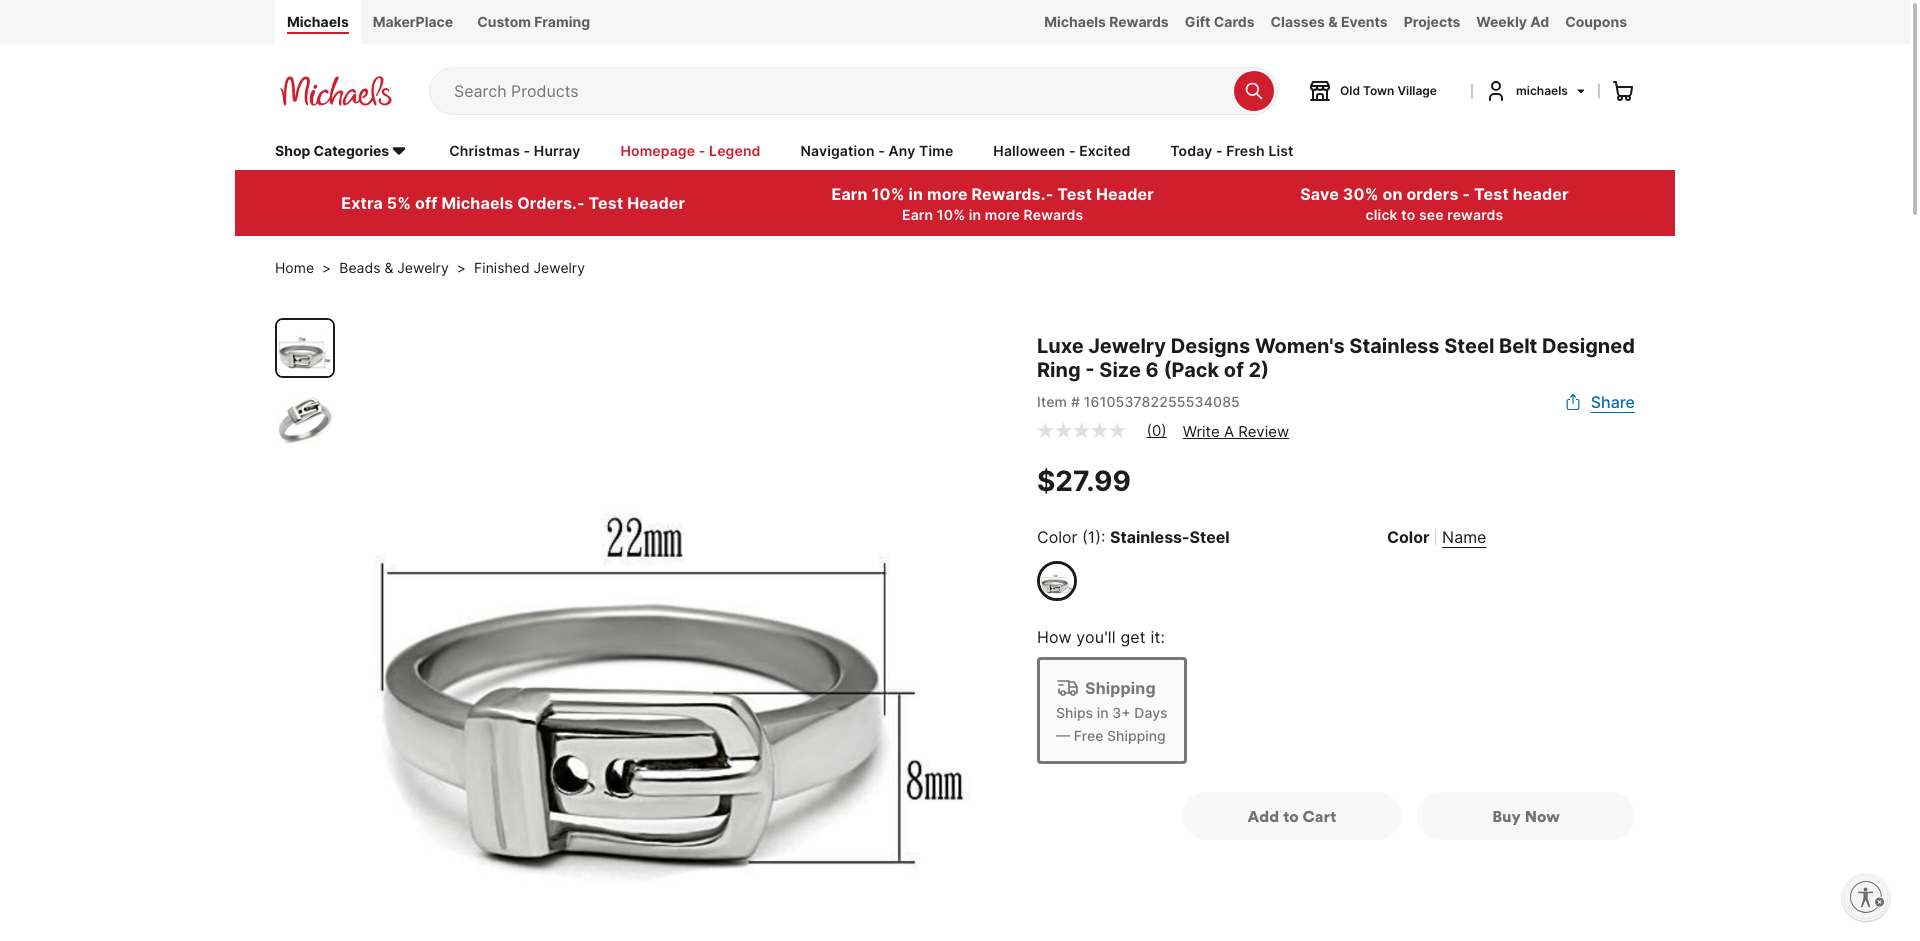 Michaels
MakerPlace
Custom Framing
Michaels Rewards
Gift Cards
Classes & Events
Projects
Weekly Ad
Coupons
Michaels
Search Products
Old Town Village
michaels
Shop Categories
Christmas - Hurray
Homepage - Legend
Navigation - Any Time
Halloween - Excited
Today - Fresh List
Extra 5% off Michaels Orders.- Test Header
Earn 10% in more Rewards.- Test Header
Earn 10% in more Rewards
Save 30% on orders - Test header
click to see rewards
Home > Beads & Jewelry > Finished Jewelry
Luxe Jewelry Designs Women's Stainless Steel Belt Designed
Ring - Size 6 (Pack of 2)
Item # 161053782255534085
Share
(0)
Write A Review
$27.99
Color (1): Stainless-Steel
Color | Name
How you'll get it:
Shipping
Ships in 3+ Days
— Free Shipping
Add to Cart
Buy Now
22mm
8mm